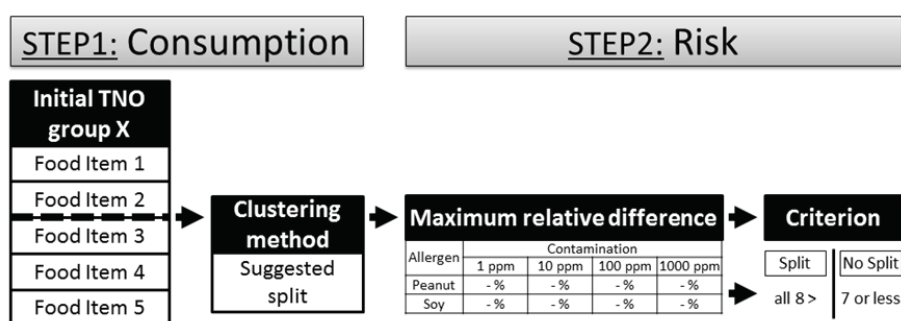 STEP1: Consumption
STEP2: Risk
Initial TNO
group X
Food Item 1
Food Item 2
Food Item 3
Food Item 4
Food Item 5
Clustering
method
Suggested
split
Maximum relative difference
Allergen
Contamination
1 ppm 10 ppm 100 ppm 1000 ppm
Peanut - % - % - % - %
Soy - % - % - % - %
Criterion
Split No Split
all 8 > 7 or less